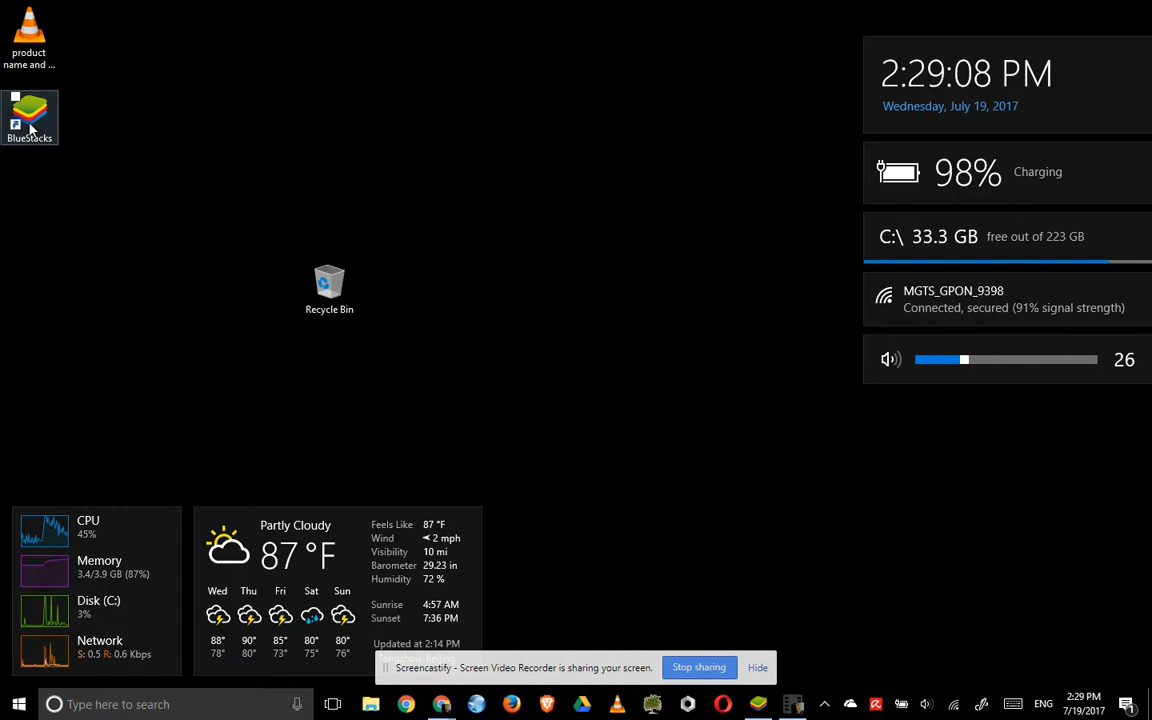 product
name and ...
BlueStacks
Recycle Bin
2:29:08 PM
Wednesday, July 19, 2017
98% Charging
C:\ 33.3 GB free out of 223 GB
MGTS_GPON_9398
Connected, secured (91% signal strength)
26
CPU
45%
Memory
3.4/3.9 GB (87%)
Disk (C:)
3%
Network
S: 0.5 R: 0.6 Kbps
Partly Cloudy
87 °F
Wed Thu Fri Sat Sun
88° 90° 85° 80° 80°
78° 80° 73° 75° 76°
Feels Like 87 °F
Wind 2 mph
Visibility 10 mi
Barometer 29.23 in
Humidity 72 %
Sunrise 4:57 AM
Sunset 7:36 PM
Updated at 2:14 PM
Screencastify - Screen Video Recorder is sharing your screen. Stop sharing Hide
Type here to search
ENG
2:29 PM
7/19/2017
1